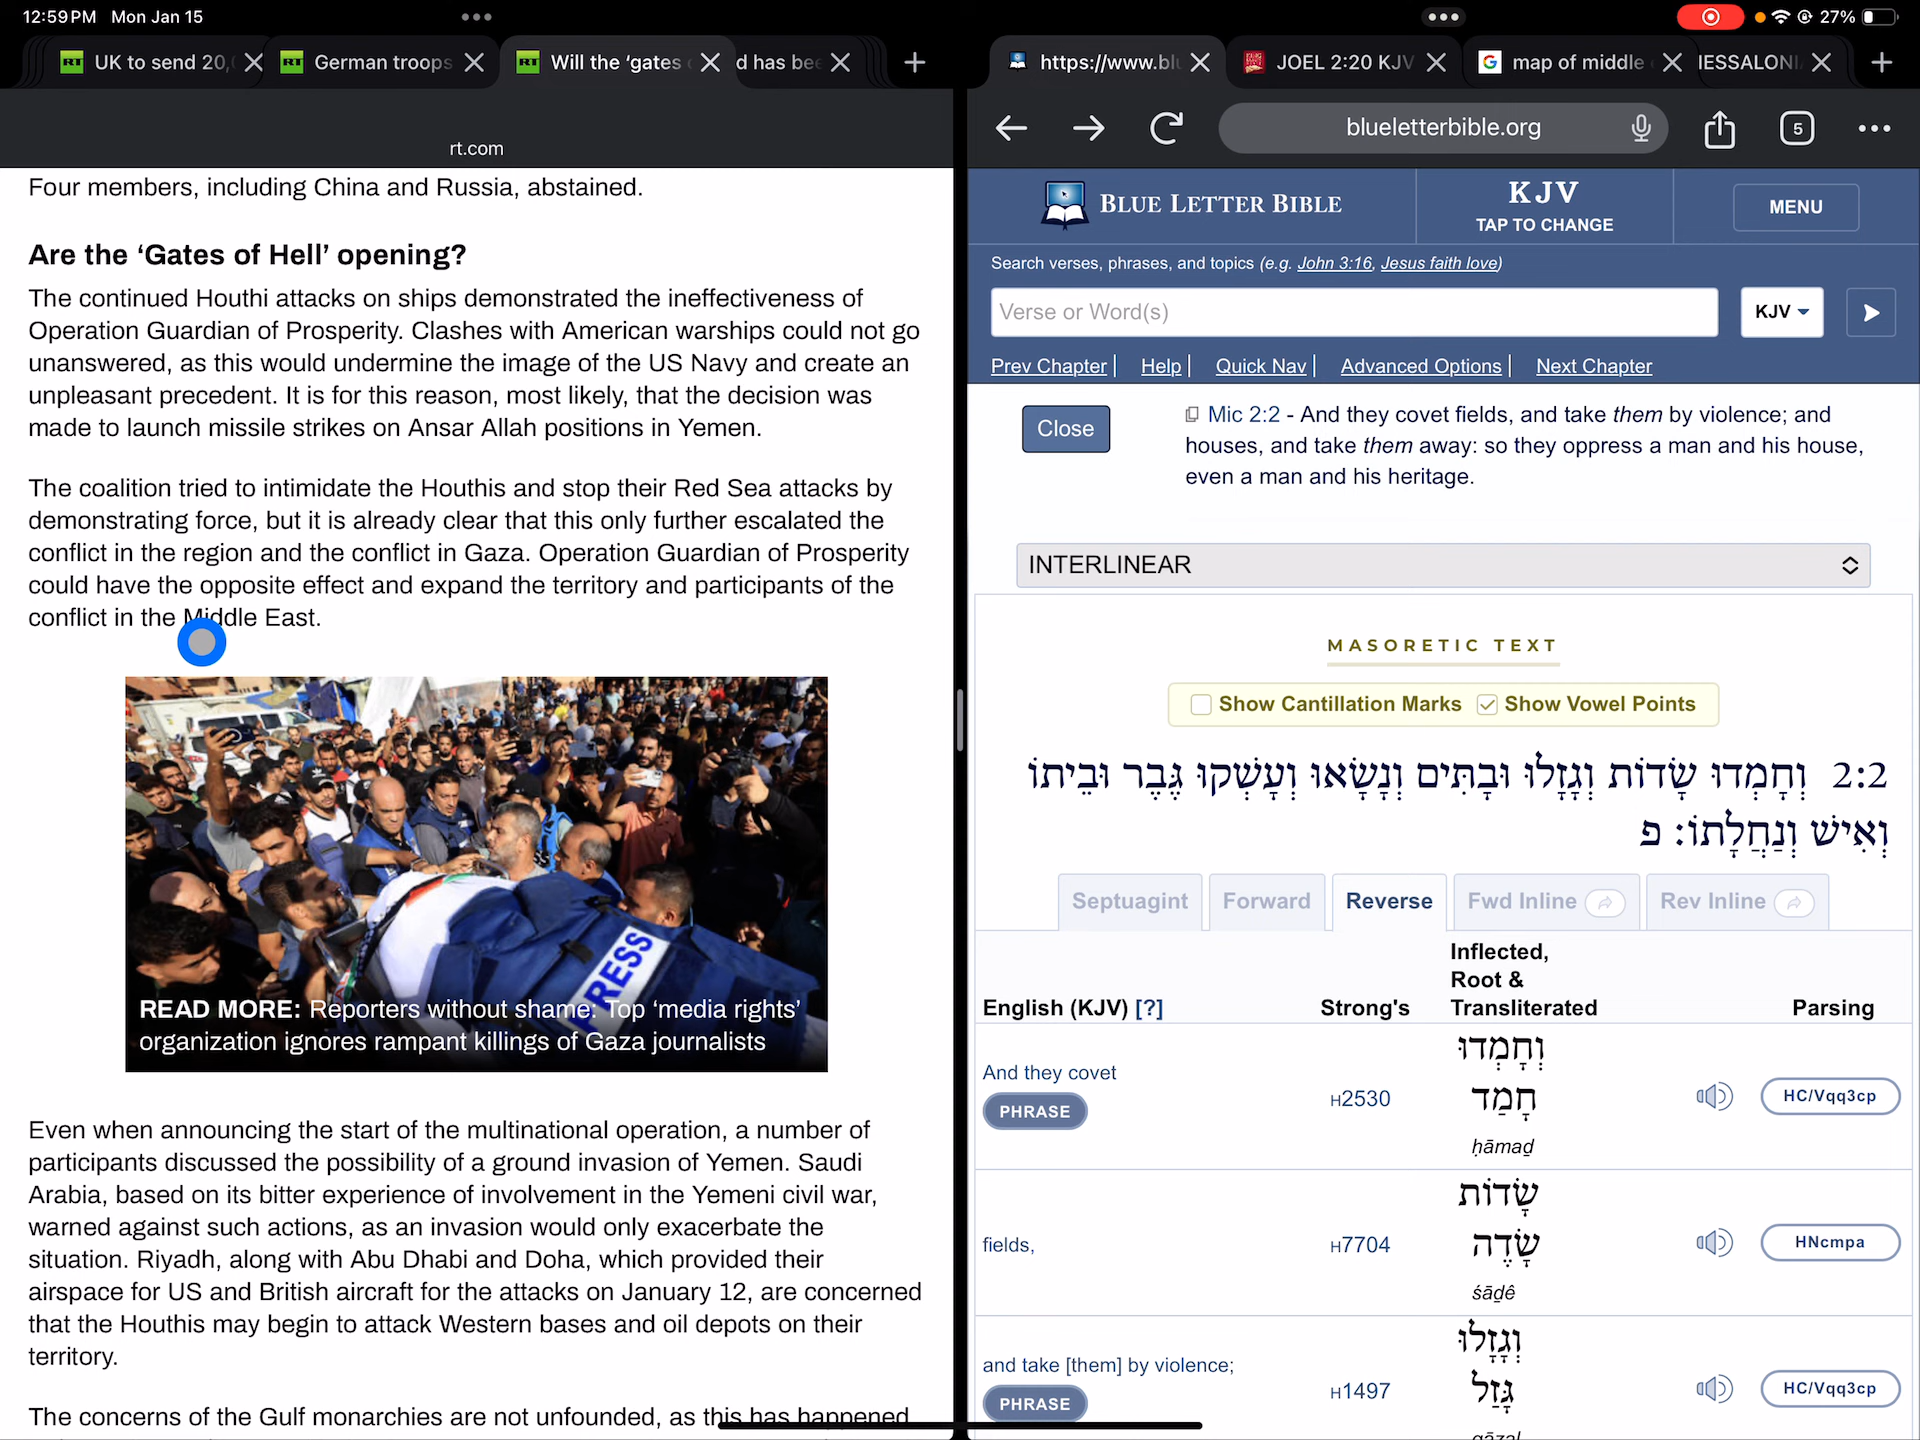 12:59 PM Mon Jan 15
27%
UK to send 20,
German troops
Will the ‘gates
d has bee
https://www.bl
JOEL 2:20 KJV
map of middle
IESSALONI
rt.com
blueletterbible.org
5
Four members, including China and Russia, abstained.
Are the ‘Gates of Hell’ opening?
The continued Houthi attacks on ships demonstrated the ineffectiveness of
Operation Guardian of Prosperity. Clashes with American warships could not go
unanswered, as this would undermine the image of the US Navy and create an
unpleasant precedent. It is for this reason, most likely, that the decision was
made to launch missile strikes on Ansar Allah positions in Yemen.
The coalition tried to intimidate the Houthis and stop their Red Sea attacks by
demonstrating force, but it is already clear that this only further escalated the
conflict in the region and the conflict in Gaza. Operation Guardian of Prosperity
could have the opposite effect and expand the territory and participants of the
conflict in the Middle East.
PRESS
READ MORE: Reporters without shame: Top ‘media rights’
organization ignores rampant killings of Gaza journalists
Even when announcing the start of the multinational operation, a number of
participants discussed the possibility of a ground invasion of Yemen. Saudi
Arabia, based on its bitter experience of involvement in the Yemeni civil war,
warned against such actions, as an invasion would only exacerbate the
situation. Riyadh, along with Abu Dhabi and Doha, which provided their
airspace for US and British aircraft for the attacks on January 12, are concerned
that the Houthis may begin to attack Western bases and oil depots on their
territory.
The concerns of the Gulf monarchies are not unfounded, as this has happened
BLUE LETTER BIBLE
KJV
TAP TO CHANGE
MENU
Search verses, phrases, and topics (e.g. John 3:16, Jesus faith love)
Verse or Word(s)
KJV
Prev Chapter | Help | Quick Nav | Advanced Options | Next Chapter
Close
Mic 2:2 - And they covet fields, and take them by violence; and
houses, and take them away: so they oppress a man and his house,
even a man and his heritage.
INTERLINEAR
MASORETIC TEXT
Show Cantillation Marks Show Vowel Points
2:2 וְחָמְדוּ שָׂדוֹת וְגָזָלוּ וּבָתִּים וְנָשָׂאוּ וְעָשְׁקוּ גֶּבֶר וּבֵיתוֹ
וְאִישׁ וְנַחֲלָתוֹ׃ פ
Septuagint Forward Reverse Fwd Inline Rev Inline
English (KJV) [?]
Strong's
Inflected,
Root &
Transliterated
Parsing
And they covet
PHRASE
H2530
וְחָמְדוּ
חָמַד
ḥāmaḏ
HC/Vqq3cp
fields,
H7704
שָׂדוֹת
שָׂדֶה
śāḏê
HNcmpa
and take [them] by violence;
PHRASE
H1497
וְגָזָלוּ
גָּזַל
gāzal
HC/Vqq3cp